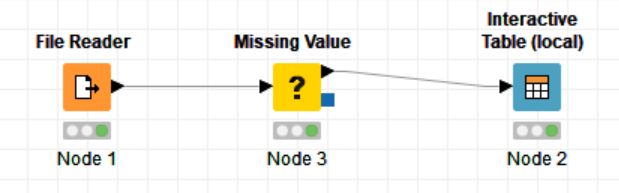 File Reader
Missing Value
Interactive
Table (local)
?
Node 1
Node 3
Node 2